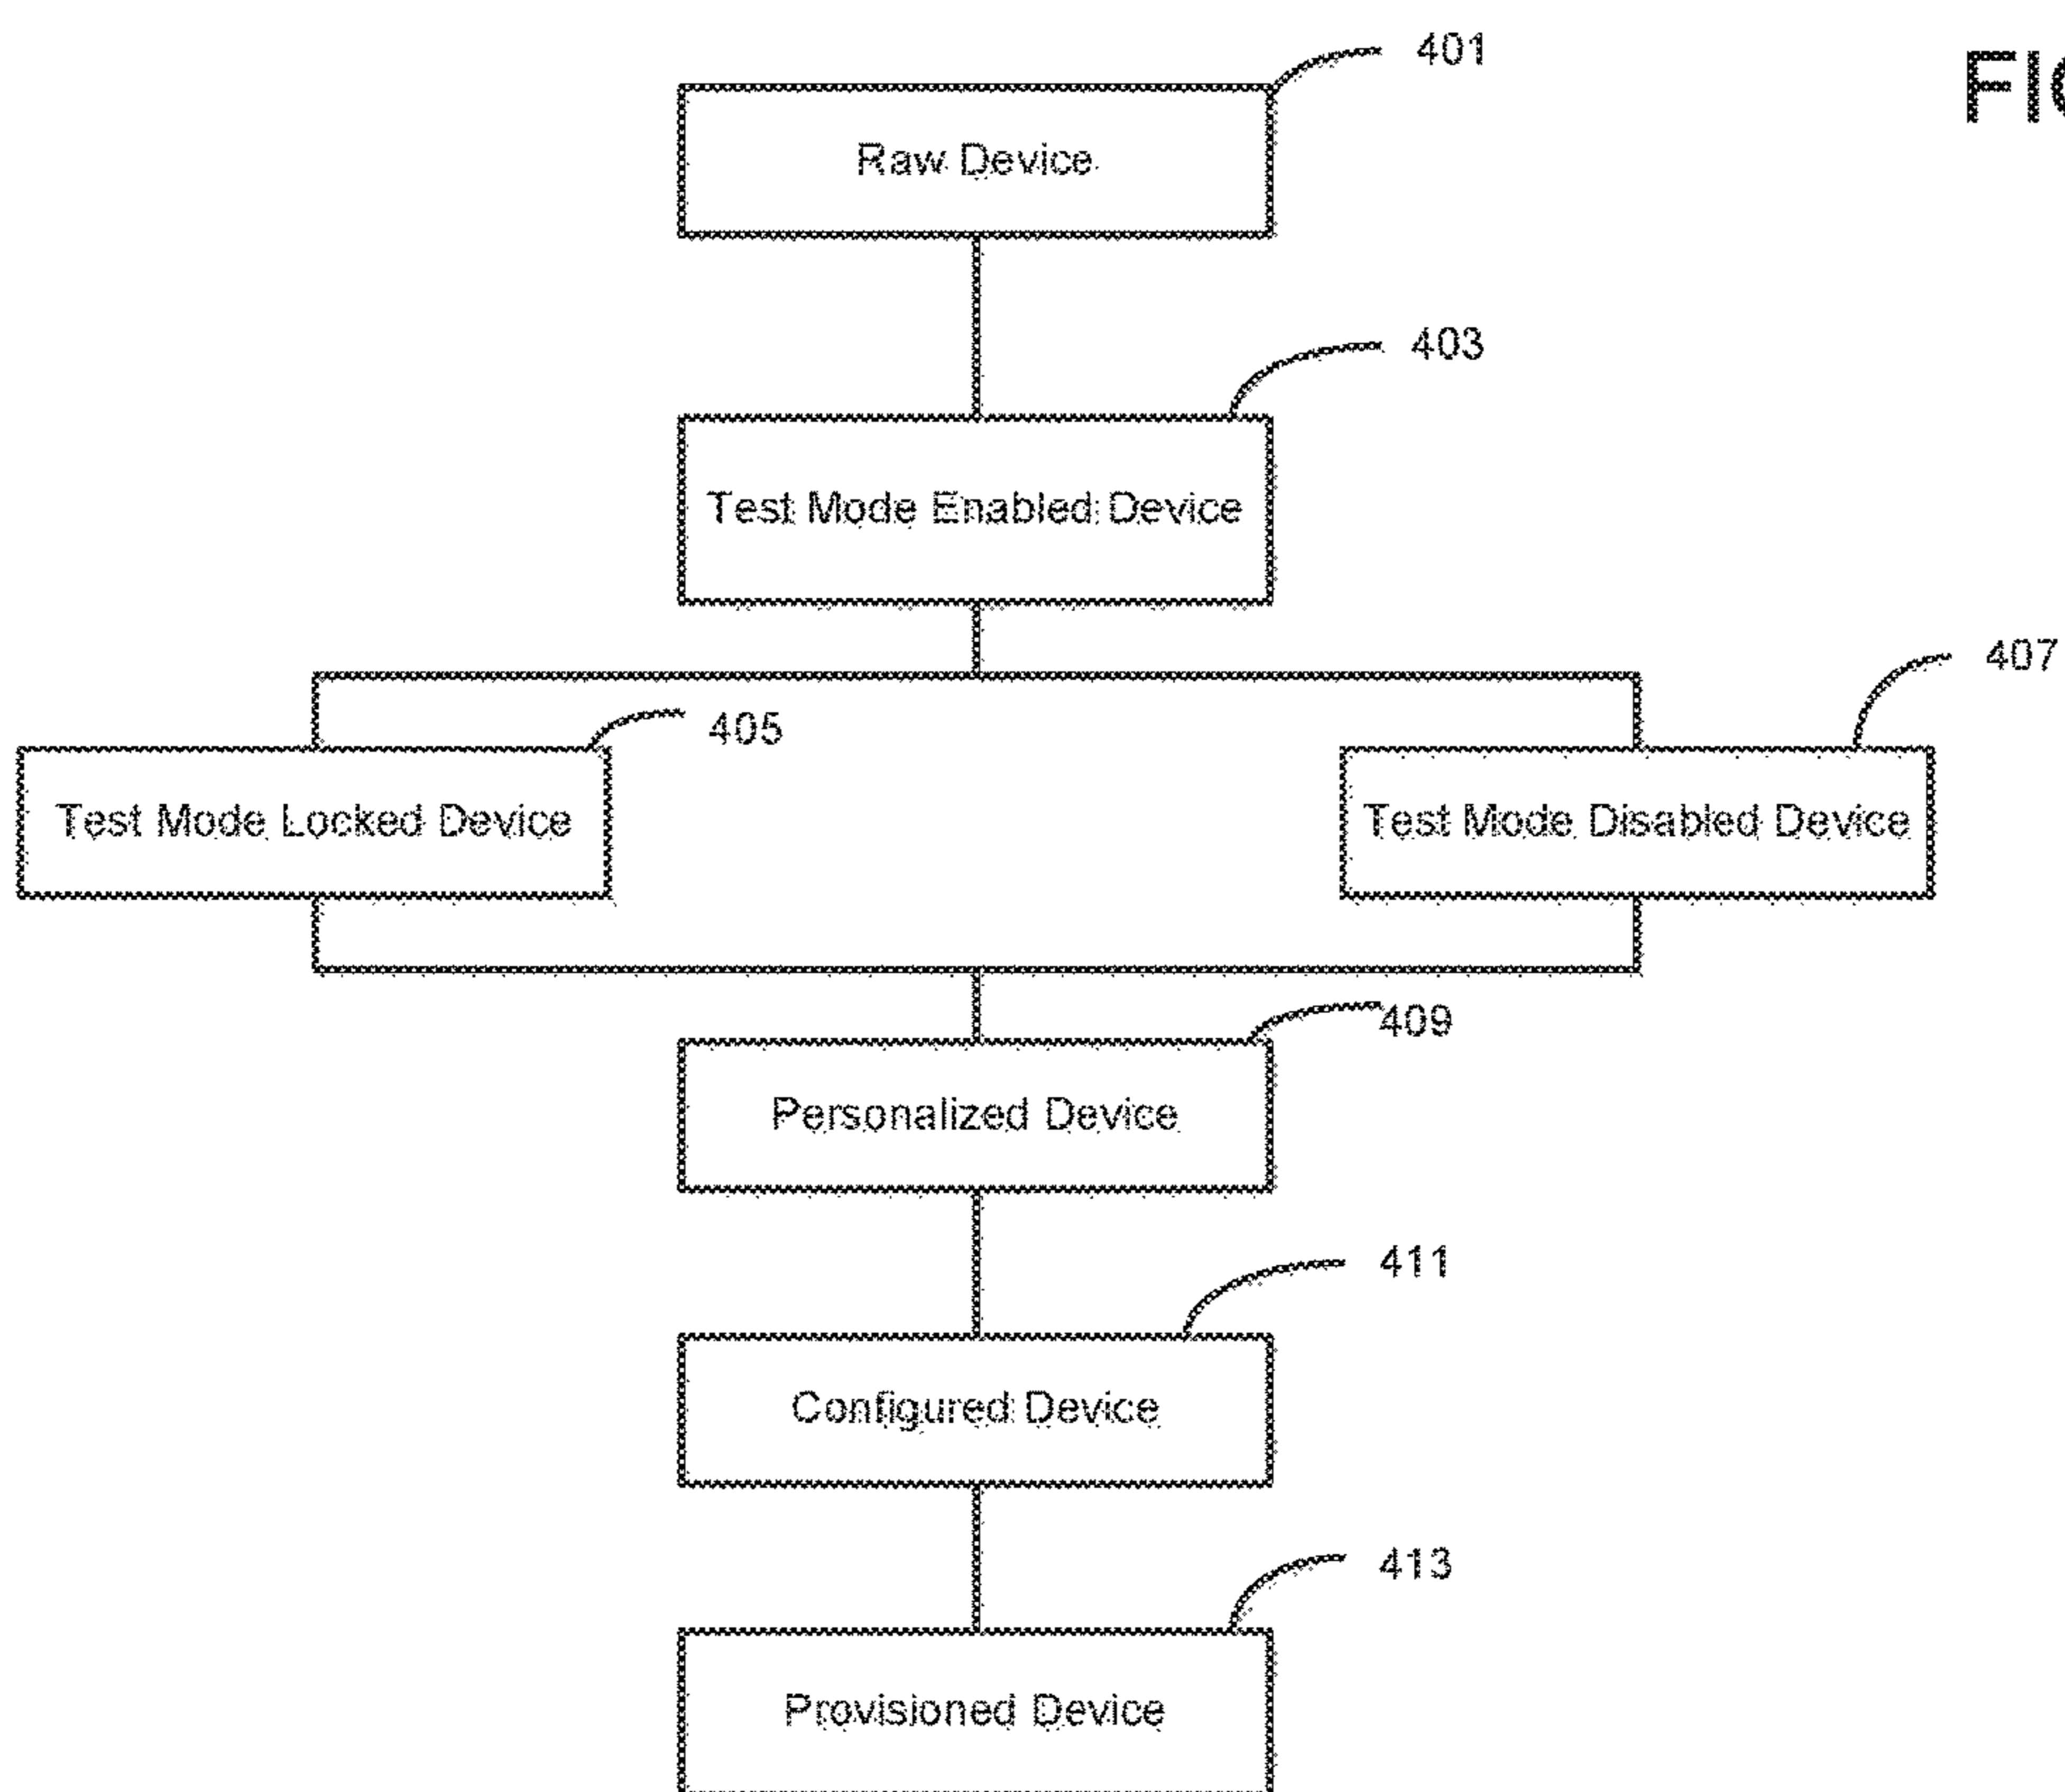 401
FIG
Raw Device
403
Test Mode Enabled Device
407
405
Test Mode Locked Device
Test Mode Disabled Device
409
Personalized Device
411
Configured Device
413
Provisioned Device